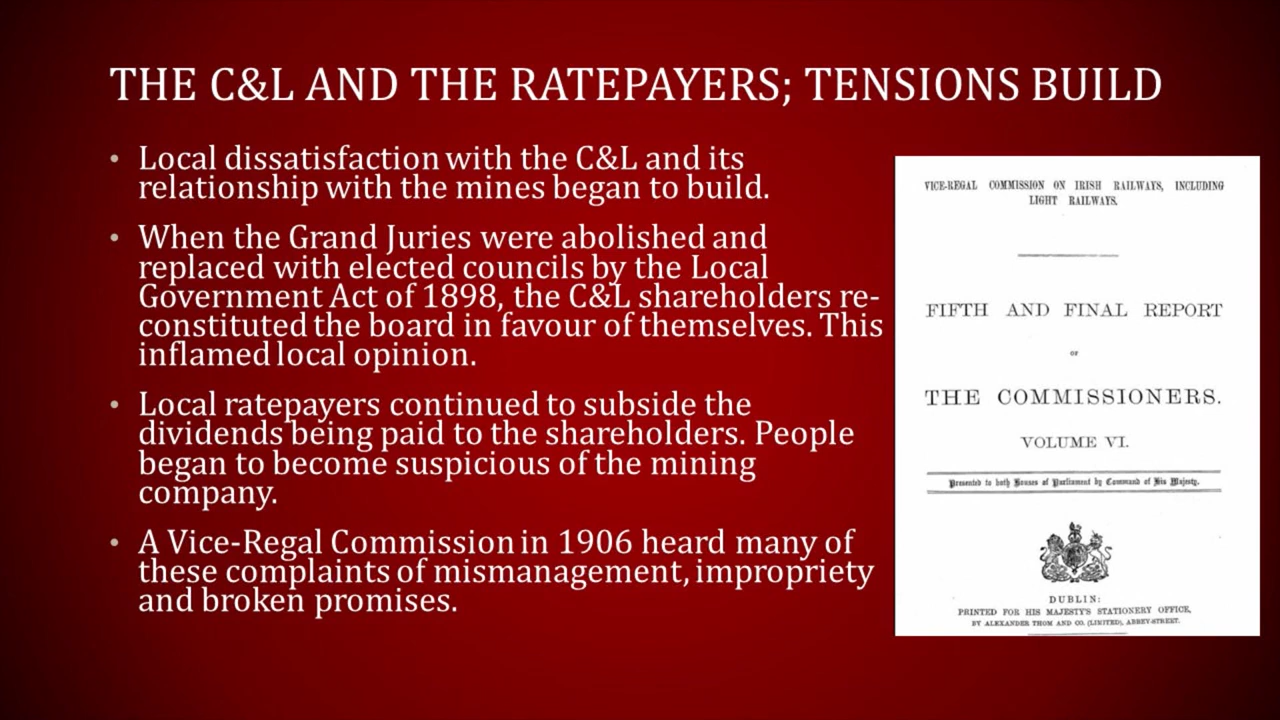 THE C&L AND THE RATEPAYERS; TENSIONS BUILD
• Local dissatisfaction with the C&L and its
relationship with the mines began to build.
• When the Grand Juries were abolished and
replaced with elected councils by the Local
Government Act of 1898, the C&L shareholders re-
constituted the board in favour of themselves. This
inflamed local opinion.
• Local ratepayers continued to subside the
dividends being paid to the shareholders. People
began to become suspicious of the mining
company.
• A Vice-Regal Commission in 1906 heard many of
these complaints of mismanagement, impropriety
and broken promises.
VICE-REGAL COMMISSION ON IRISH RAILWAYS, INCLUDING
LIGHT RAILWAYS.
FIFTH AND FINAL REPORT
OF
THE COMMISSIONERS.
VOLUME VI.
Presented to both Houses of Parliament by Command of His Majesty.
DUBLIN:
PRINTED FOR HIS MAJESTY'S STATIONERY OFFICE,
BY ALEXANDER THOM AND CO. (LIMITED), ABBEY-STREET.